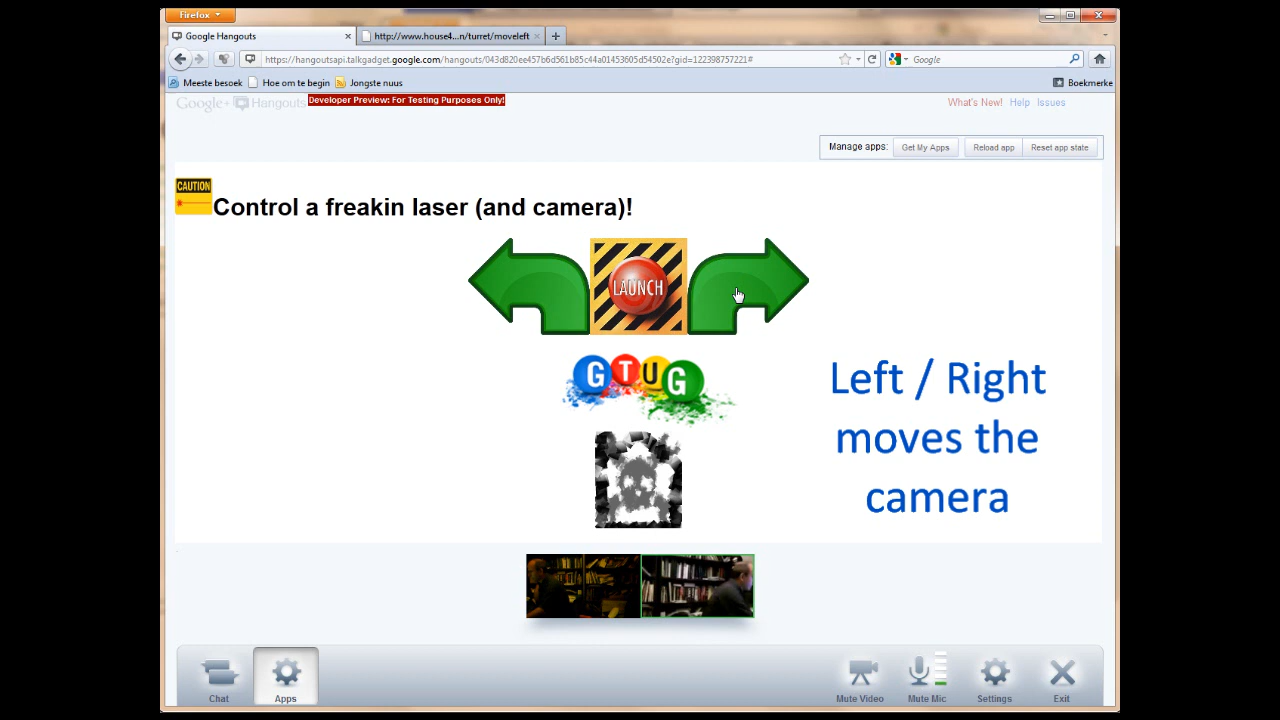 Firefox
Google Hangouts
http://www.house4...n/turret/moveleft
https://hangoutsapi.talkgadget.google.com/hangouts/043d820ee457b6d561b85c44a01453605d54502e?gid=122398757221#
Google
Meeste besoek
Hoe om te begin
Jongste nuus
Boekmerke
Google+ Hangouts
Developer Preview: For Testing Purposes Only!
What's New!
Help
Issues
Manage apps:
Get My Apps
Reload app
Reset app state
CAUTION
Control a freakin laser (and camera)!
LAUNCH
GTUG
Left / Right
moves the
camera
Chat
Apps
Mute Video
Mute Mic
Settings
Exit